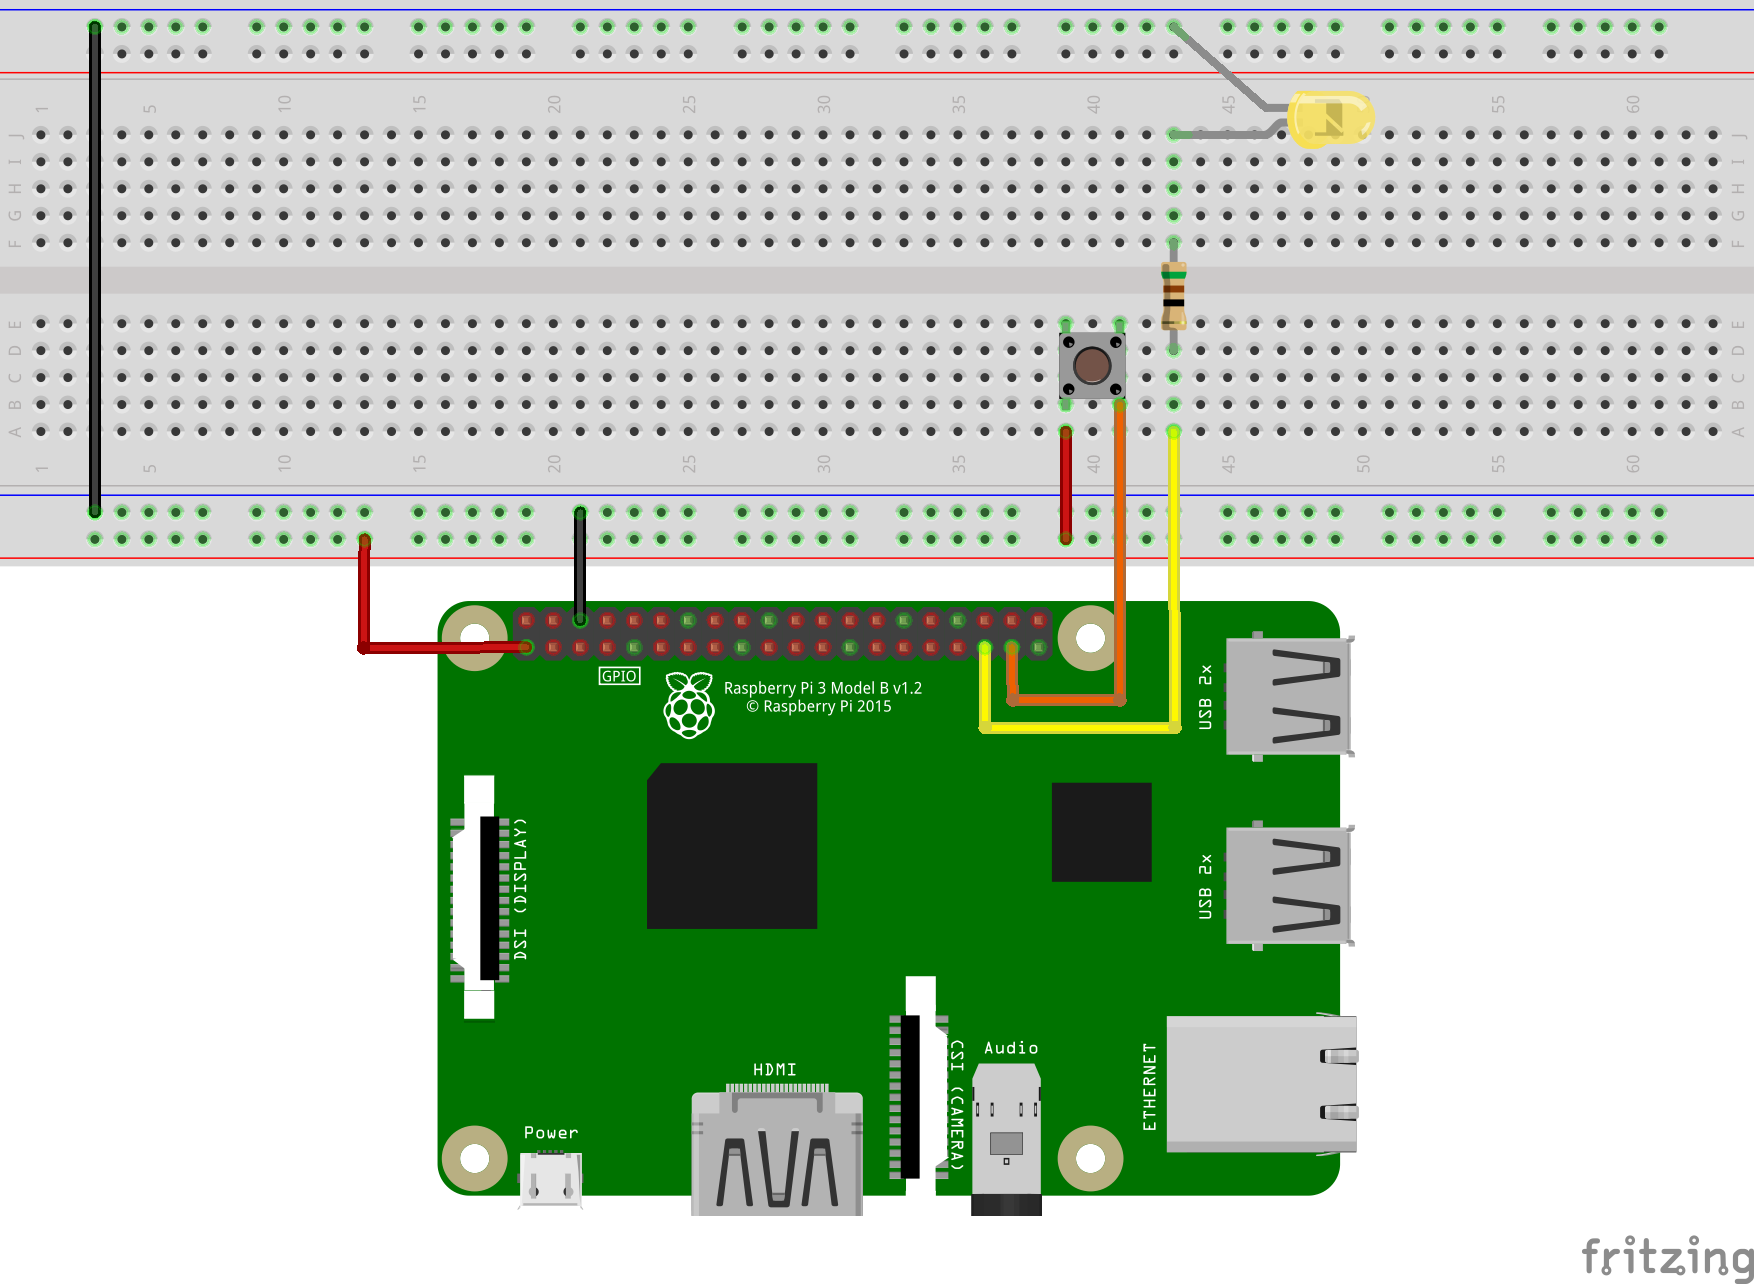 1 5 10 15 20 25 30 35 40 45 55 60
J J
I I
H H
G G
F F
E E
D D
C C
B B
A A
1 5 10 15 20 25 30 35 40 45 50 55 60
GPIO
Raspberry Pi 3 Model B v1.2
© Raspberry Pi 2015
USB 2x
DSI (DISPLAY)
USB 2x
Audio
CSI (CAMERA)
ETHERNET
HDMI
Power
fritzing